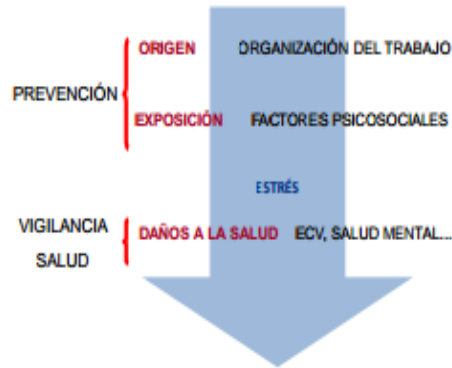 ORIGEN ORGANIZACIÓN DEL TRABAJO
PREVENCIÓN
EXPOSICIÓN FACTORES PSICOSOCIALES
ESTRÉS
VIGILANCIA
SALUD
DAÑOS A LA SALUD ECV, SALUD MENTAL...